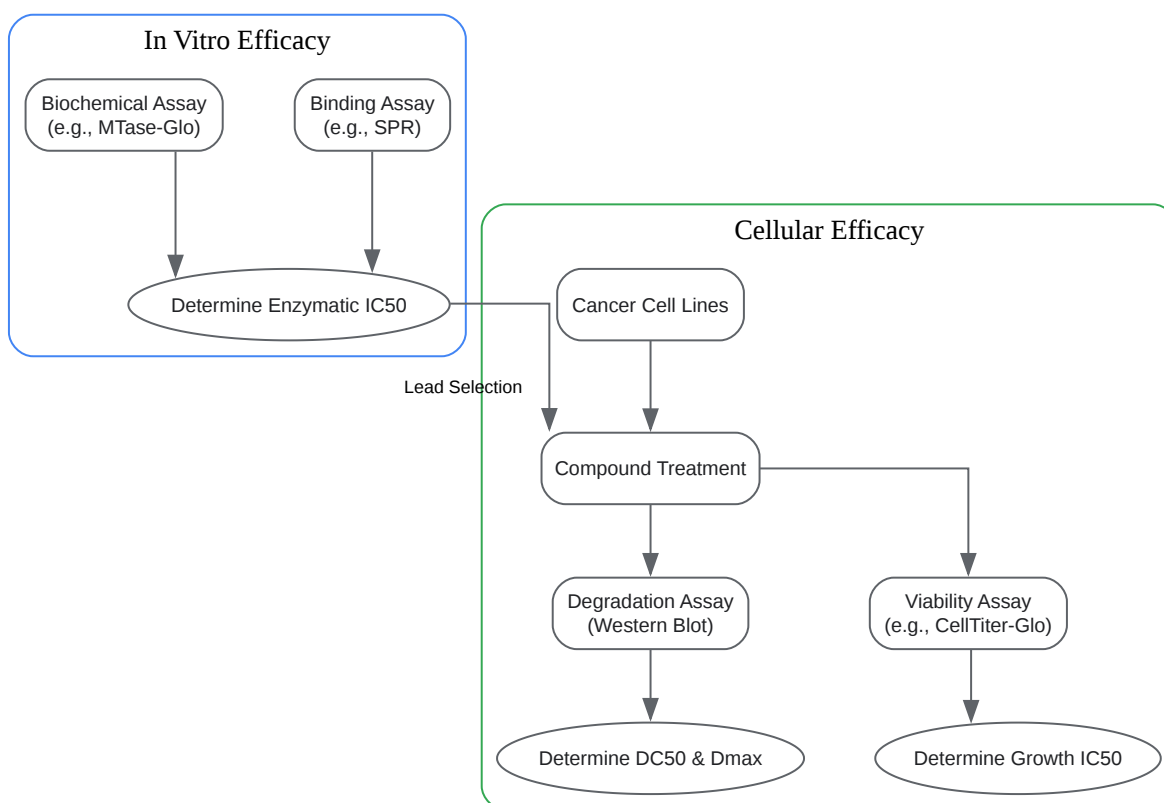 In Vitro Efficacy
Biochemical Assay
(e.g., MTase-Glo)
Binding Assay
(e.g., SPR)
Determine Enzymatic IC50
Lead Selection
Cellular Efficacy
Cancer Cell Lines
Compound Treatment
Degradation Assay
(Western Blot)
Viability Assay
(e.g., CellTiter-Glo)
Determine DC50 & Dmax
Determine Growth IC50